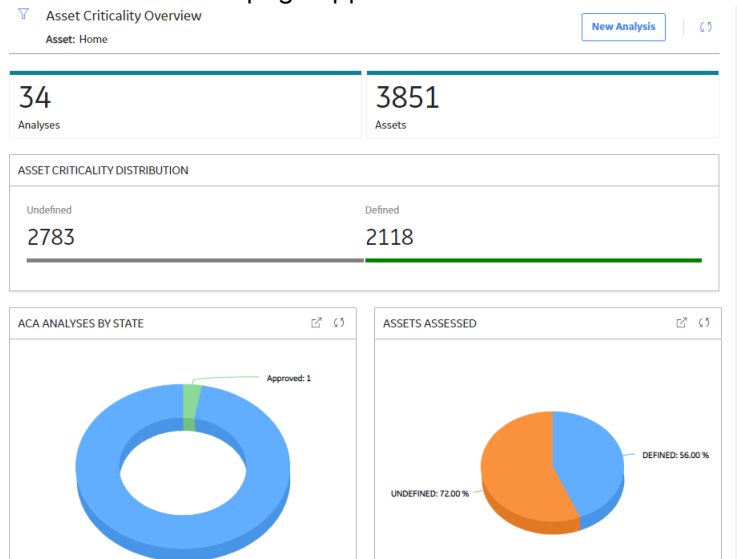 Asset Criticality Overview
Asset: Home
New Analysis
34
Analyses
3851
Assets
ASSET CRITICALITY DISTRIBUTION
Undefined
2783
Defined
2118
ACA ANALYSES BY STATE
Approved: 1
ASSETS ASSESSED
DEFINED: 56.00 %
UNDEFINED: 72.00 %